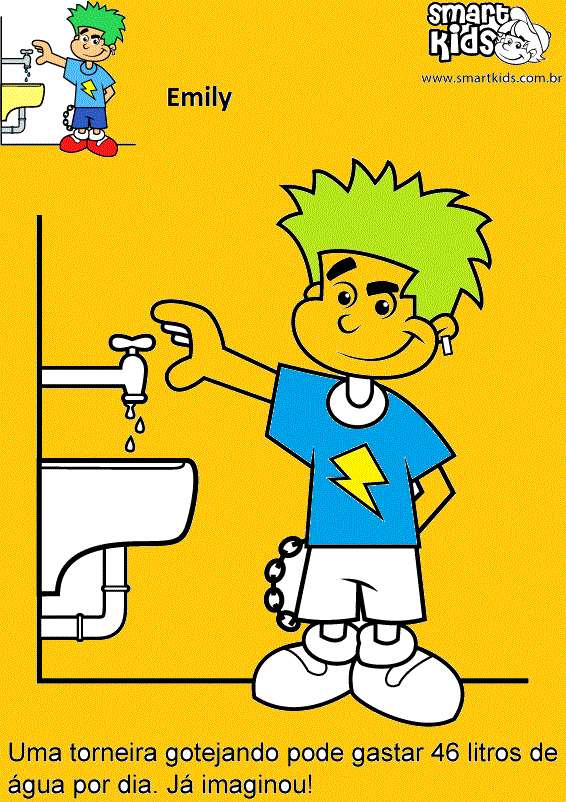 smart
kids
www.smartkids.com.br
Emily
Uma torneira gotejando pode gastar 46 litros de
água por dia. Já imaginou!